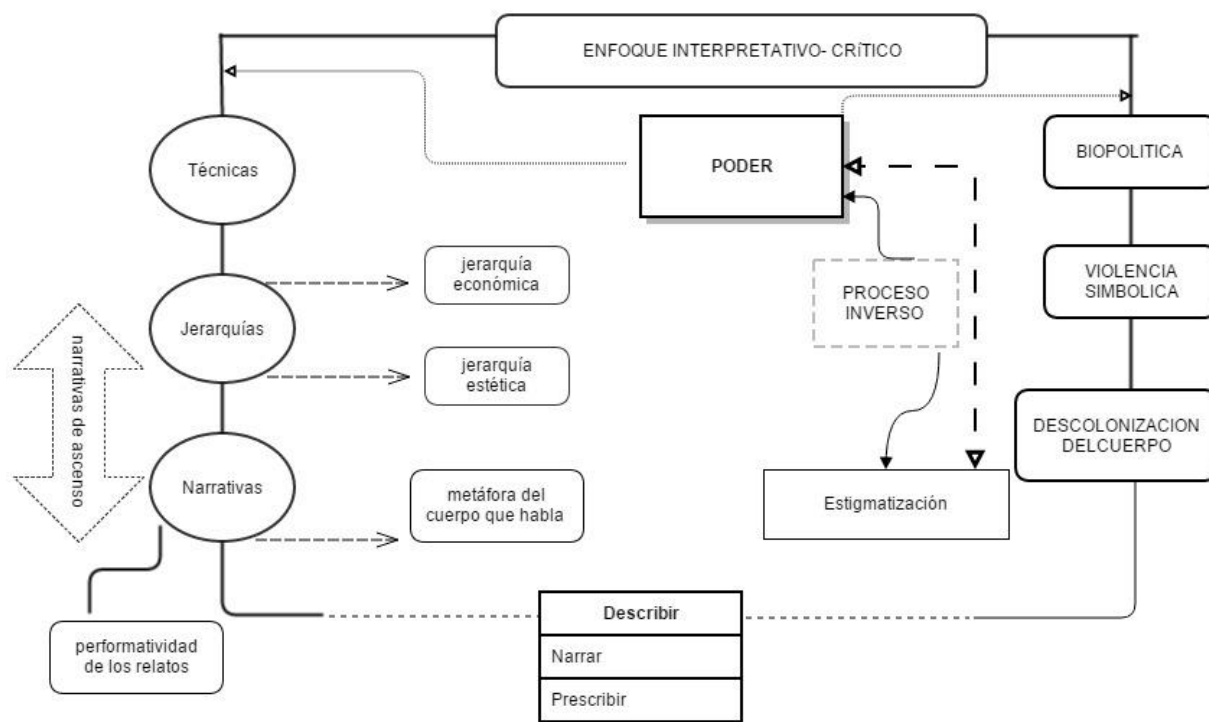 ENFOQUE INTERPRETATIVO- CRÍTICO
Técnicas
PODER
BIOPOLITICA
jerarquía
económica
Jerarquías
jerarquía
estética
PROCESO
INVERSO
VIOLENCIA
SIMBOLICA
narrativas de ascenso
Narrativas
metáfora del
cuerpo que habla
Estigmatización
DESCOLONIZACION
DELCUERPO
performatividad
de los relatos
Describir
Narrar
Prescribir